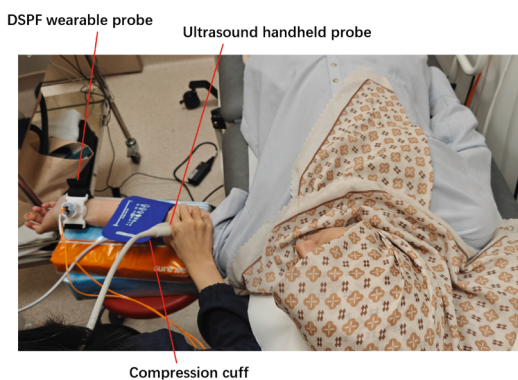 DSPF wearable probe
Ultrasound handheld probe
Compression cuff